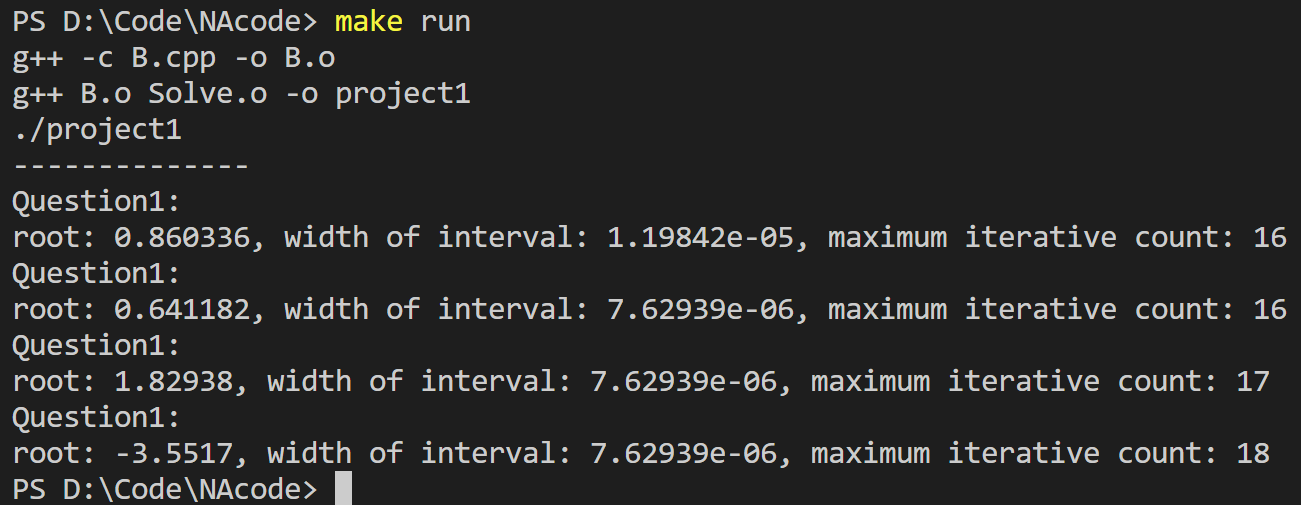 PS D:\Code\NAcode> make run
g++ -c B.cpp -o B.o
g++ B.o Solve.o -o project1
./project1
--------------
Question1:
root: 0.860336, width of interval: 1.19842e-05, maximum iterative count: 16
Question1:
root: 0.641182, width of interval: 7.62939e-06, maximum iterative count: 16
Question1:
root: 1.82938, width of interval: 7.62939e-06, maximum iterative count: 17
Question1:
root: -3.5517, width of interval: 7.62939e-06, maximum iterative count: 18
PS D:\Code\NAcode>